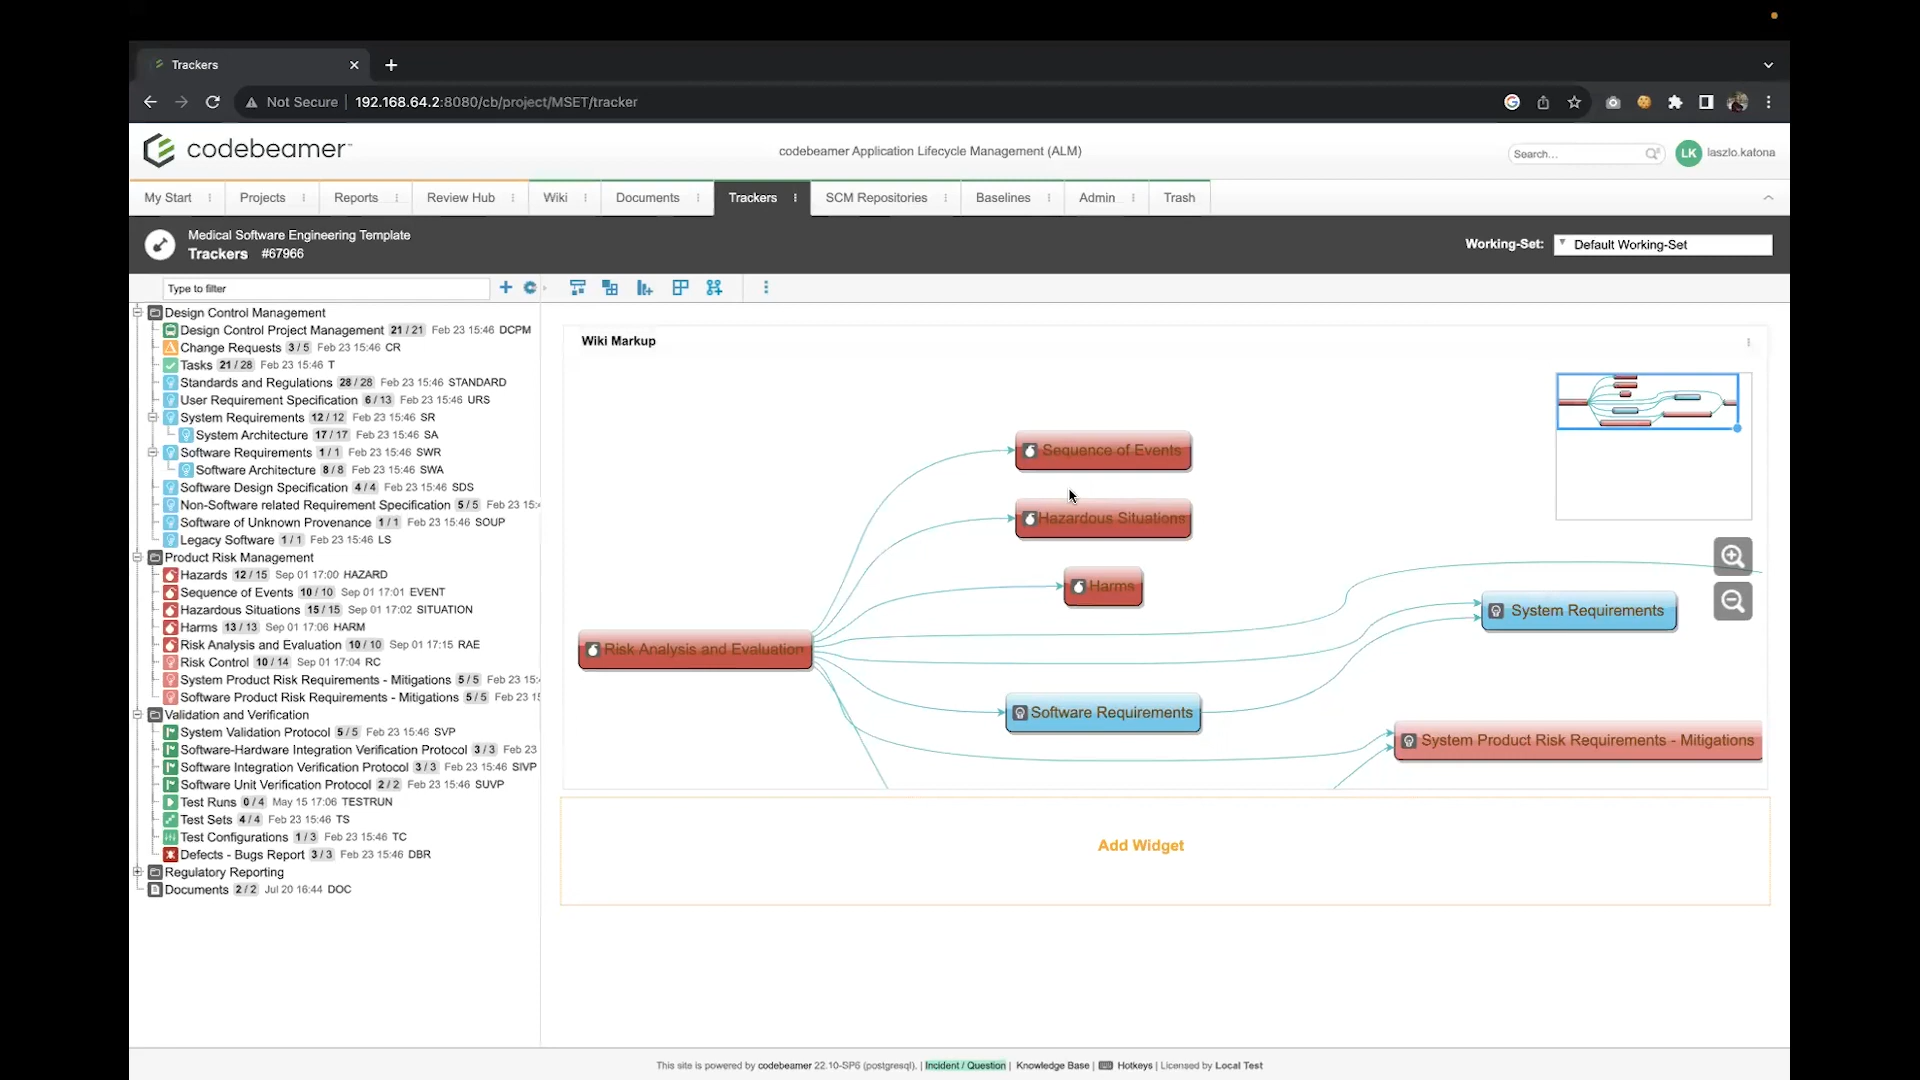 Trackers
Not Secure
192.168.64.2:8080/cb/project/MSET/tracker
codebeamer
codebeamer Application Lifecycle Management (ALM)
Search...
LK
laszlo.katona
My Start
Projects
Reports
Review Hub
Wiki
Documents
Trackers
SCM Repositories
Baselines
Admin
Trash
Medical Software Engineering Template
Trackers #67966
Working-Set:
Default Working-Set
Type to filter
Design Control Management
Design Control Project Management 21 / 21 Feb 23 15:46 DCPM
Change Requests 3 / 5 Feb 23 15:46 CR
Tasks 21 / 28 Feb 23 15:46 T
Standards and Regulations 28 / 28 Feb 23 15:46 STANDARD
User Requirement Specification 6 / 13 Feb 23 15:46 URS
System Requirements 12 / 12 Feb 23 15:46 SR
System Architecture 17 / 17 Feb 23 15:46 SA
Software Requirements 1 / 1 Feb 23 15:46 SWR
Software Architecture 8 / 8 Feb 23 15:46 SWA
Software Design Specification 4 / 4 Feb 23 15:46 SDS
Non-Software related Requirement Specification 5 / 5 Feb 23 15:
Software of Unknown Provenance 1 / 1 Feb 23 15:46 SOUP
Legacy Software 1 / 1 Feb 23 15:46 LS
Product Risk Management
Hazards 12 / 15 Sep 01 17:00 HAZARD
Sequence of Events 10 / 10 Sep 01 17:01 EVENT
Hazardous Situations 15 / 15 Sep 01 17:02 SITUATION
Harms 13 / 13 Sep 01 17:06 HARM
Risk Analysis and Evaluation 10 / 10 Sep 01 17:15 RAE
Risk Control 10 / 14 Sep 01 17:04 RC
System Product Risk Requirements - Mitigations 5 / 5 Feb 23 15:
Software Product Risk Requirements - Mitigations 5 / 5 Feb 23 15
Validation and Verification
System Validation Protocol 5 / 5 Feb 23 15:46 SVP
Software-Hardware Integration Verification Protocol 3 / 3 Feb 23
Software Integration Verification Protocol 3 / 3 Feb 23 15:46 SIVP
Software Unit Verification Protocol 2 / 2 Feb 23 15:46 SUVP
Test Runs 0 / 4 May 15 17:06 TESTRUN
Test Sets 4 / 4 Feb 23 15:46 TS
Test Configurations 1 / 3 Feb 23 15:46 TC
Defects - Bugs Report 3 / 3 Feb 23 15:46 DBR
Regulatory Reporting
Documents 2 / 2 Jul 20 16:44 DOC
Wiki Markup
Sequence of Events
Hazardous Situations
Harms
System Requirements
Risk Analysis and Evaluation
Software Requirements
System Product Risk Requirements - Mitigations
Add Widget
This site is powered by codebeamer 22.10-SP6 (postgresql). | Incident / Question | Knowledge Base | Hotkeys | Licensed by Local Test